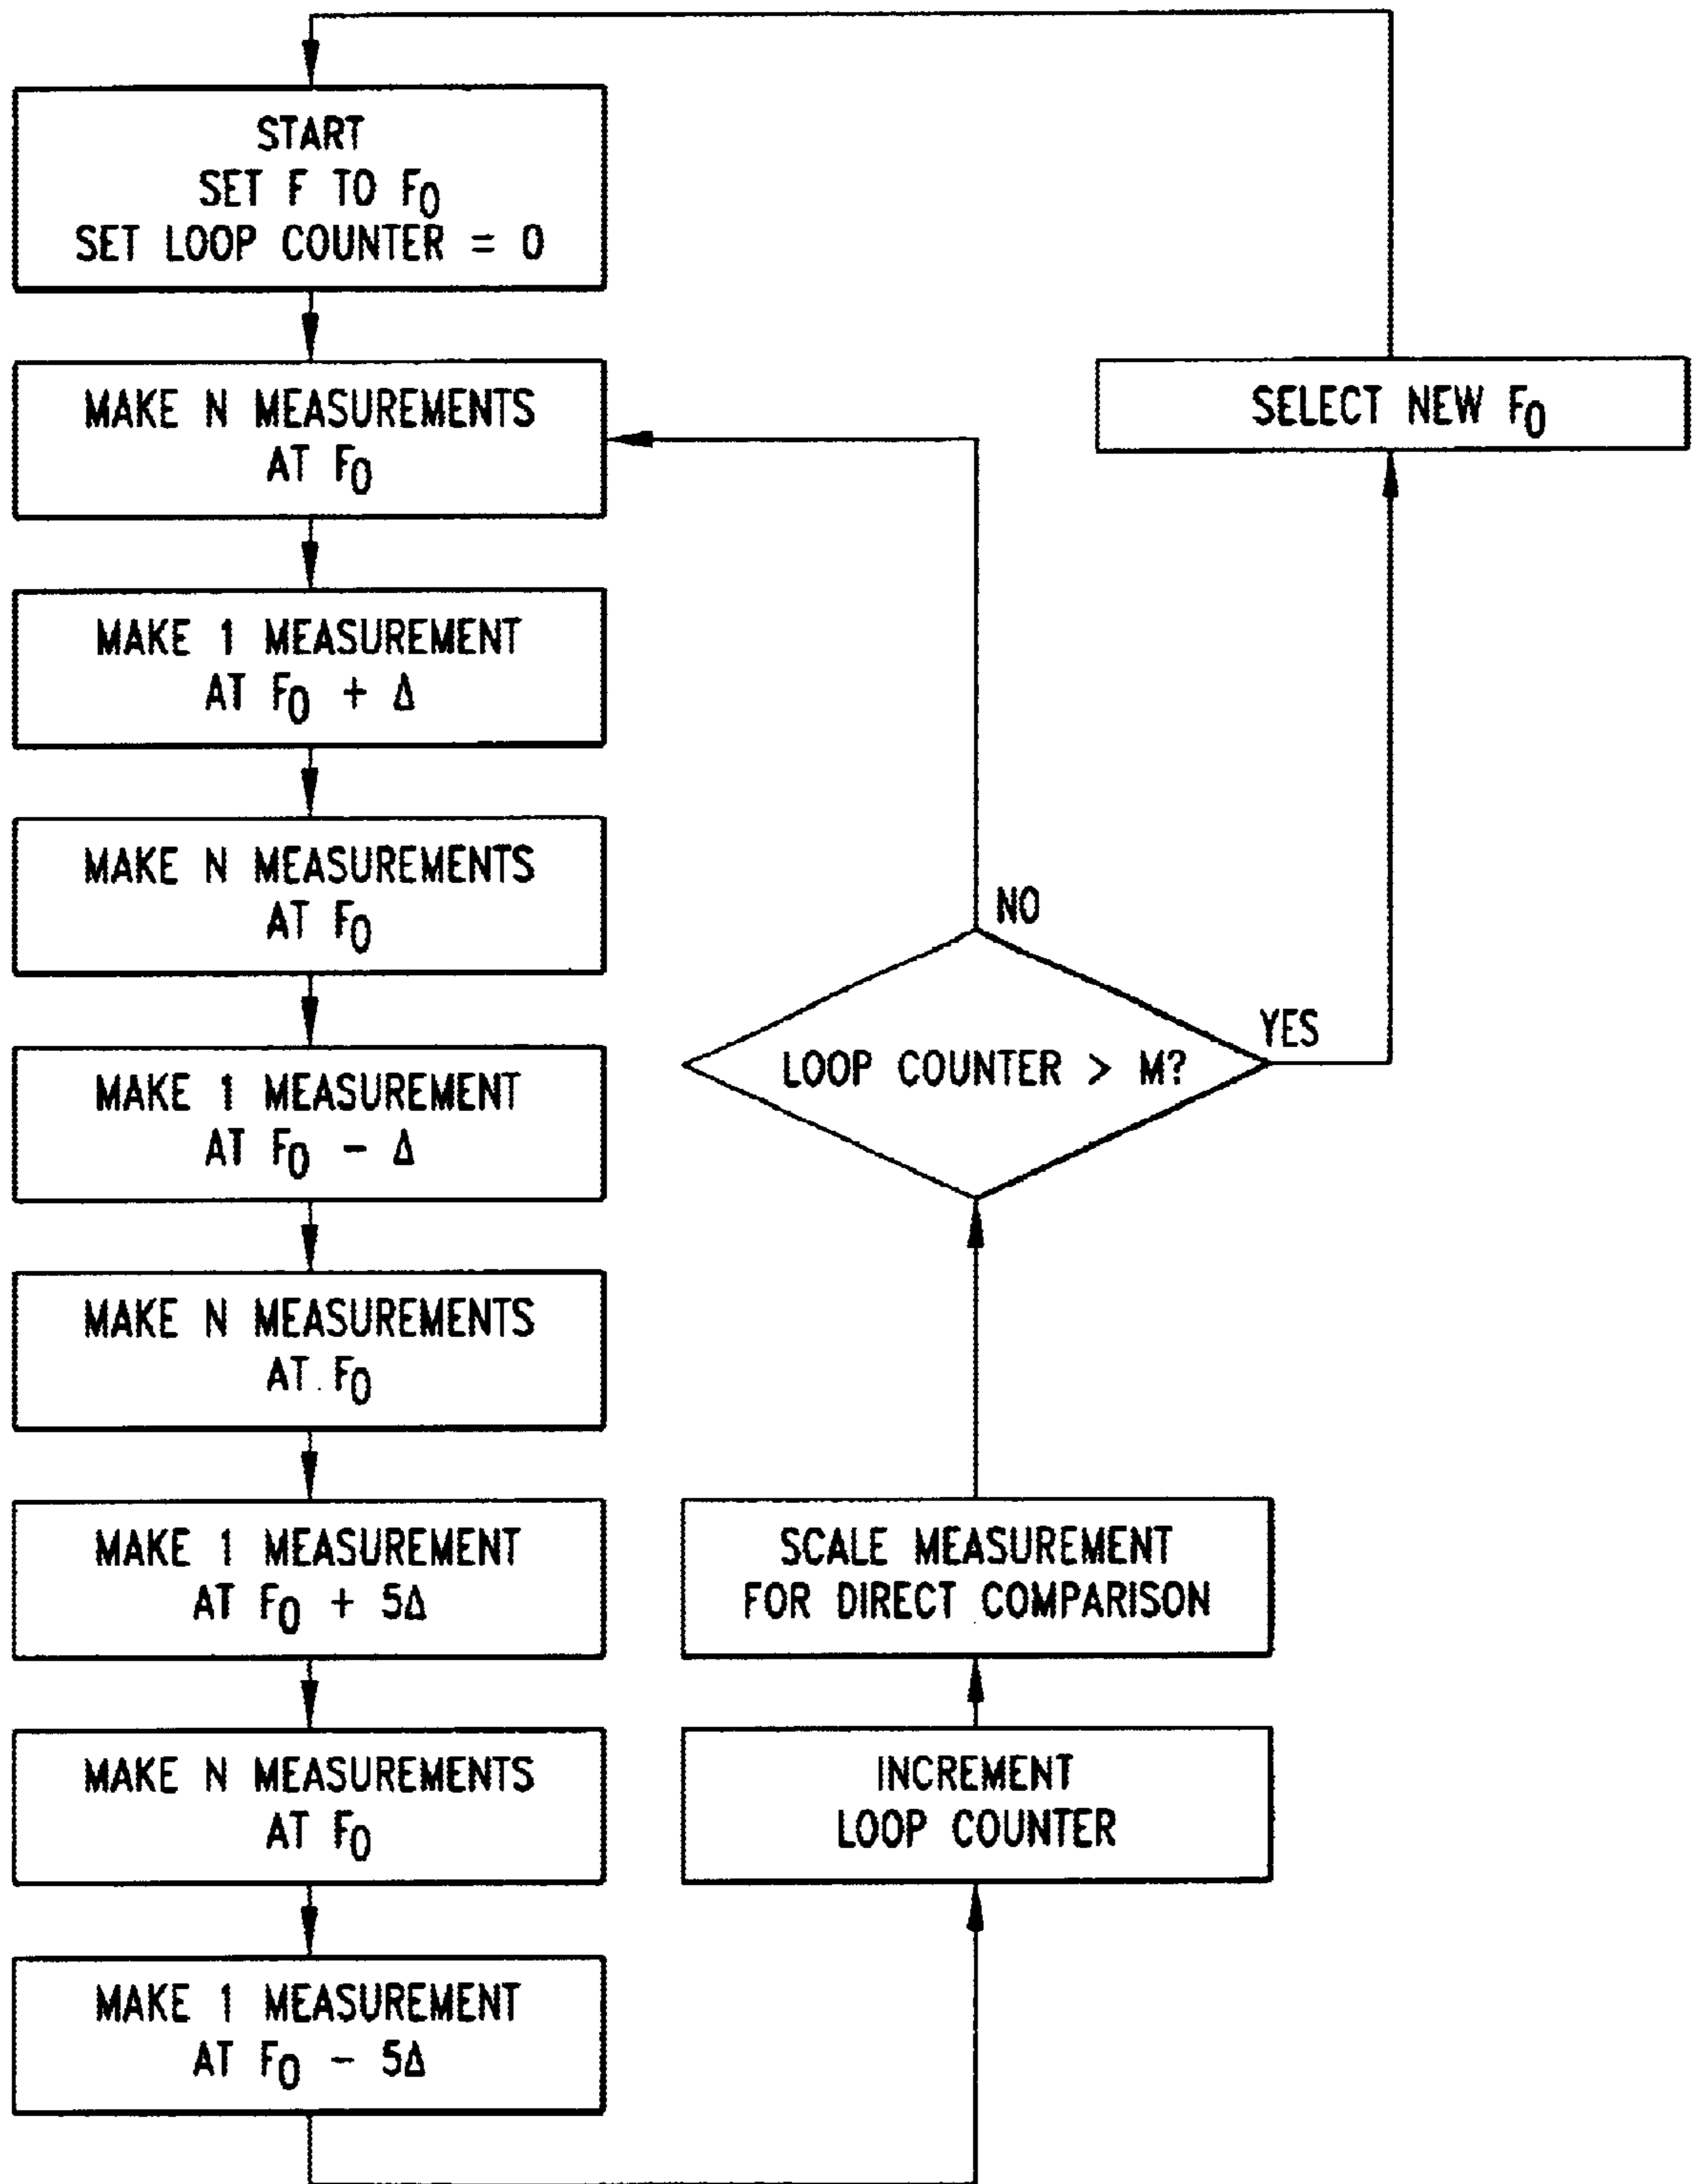 START
SET F TO F₀
SET LOOP COUNTER = 0
MAKE N MEASUREMENTS
AT F₀
MAKE 1 MEASUREMENT
AT F₀ + Δ
MAKE N MEASUREMENTS
AT F₀
MAKE 1 MEASUREMENT
AT F₀ - Δ
MAKE N MEASUREMENTS
AT F₀
MAKE 1 MEASUREMENT
AT F₀ + 5Δ
MAKE N MEASUREMENTS
AT F₀
MAKE 1 MEASUREMENT
AT F₀ - 5Δ
INCREMENT
LOOP COUNTER
SCALE MEASUREMENT
FOR DIRECT COMPARISON
LOOP COUNTER > M?
NO
YES
SELECT NEW F₀